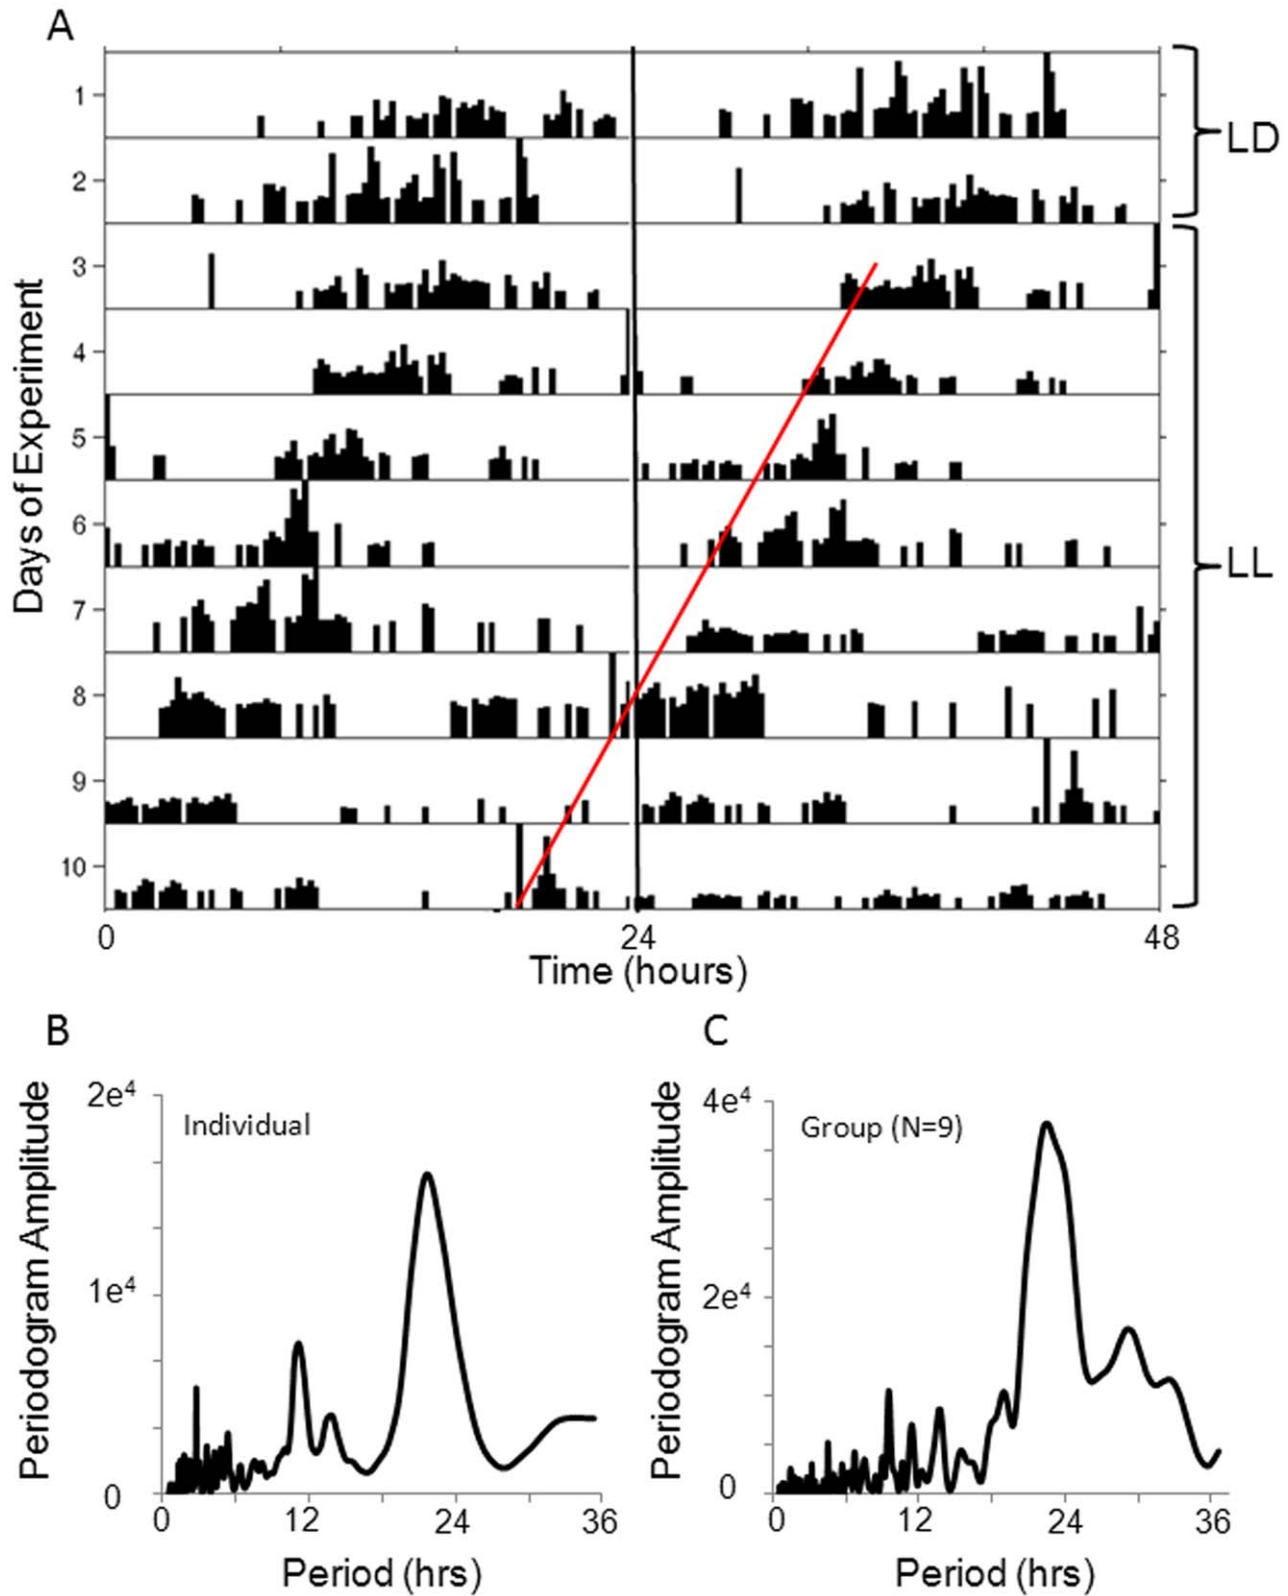 A
1
2
3
4
5
6
7
8
9
10
Days of Experiment
LD
LL
0 24 48
Time (hours)
B
2e4
1e4
0
Periodogram Amplitude
Individual
0 12 24 36
Period (hrs)
C
4e4
2e4
0
Periodogram Amplitude
Group (N=9)
0 12 24 36
Period (hrs)